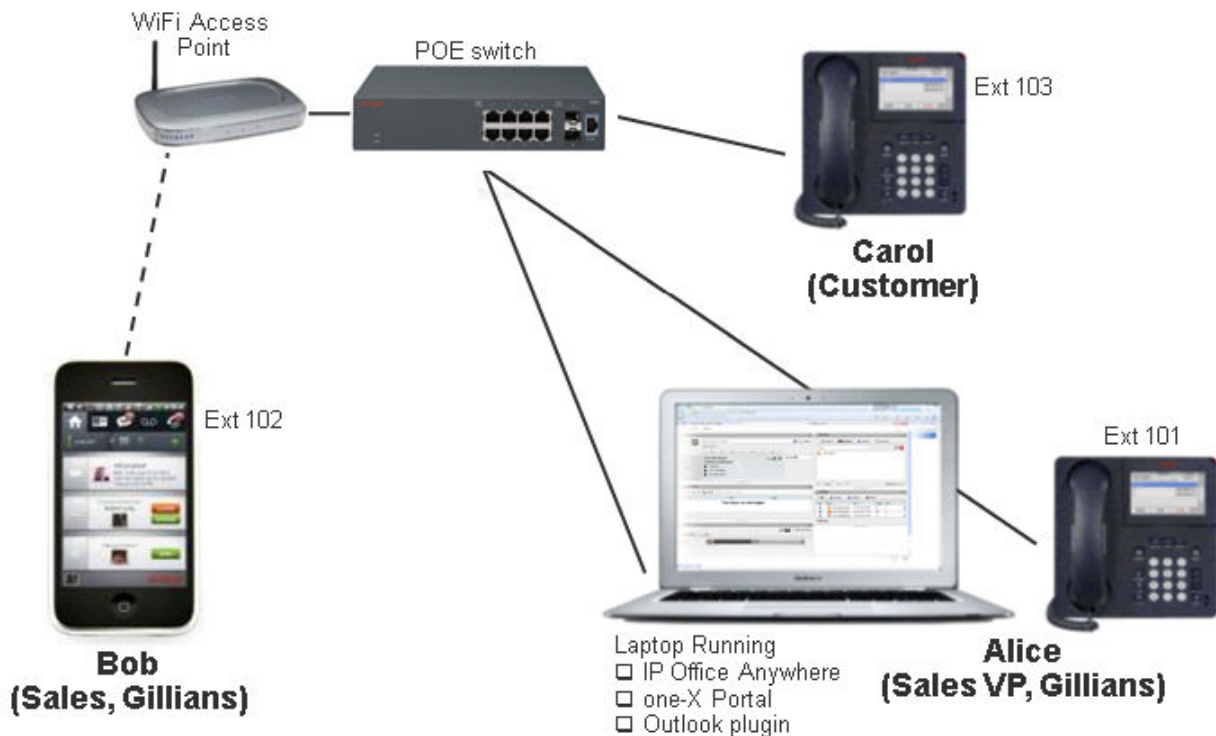 WiFi Access
Point
POE switch
Ext 103
Carol
(Customer)
Ext 102
Ext 101
Bob
(Sales, Gillians)
Laptop Running
❑ IP Office Anywhere
❑ one-X Portal
❑ Outlook plugin
Alice
(Sales VP, Gillians)